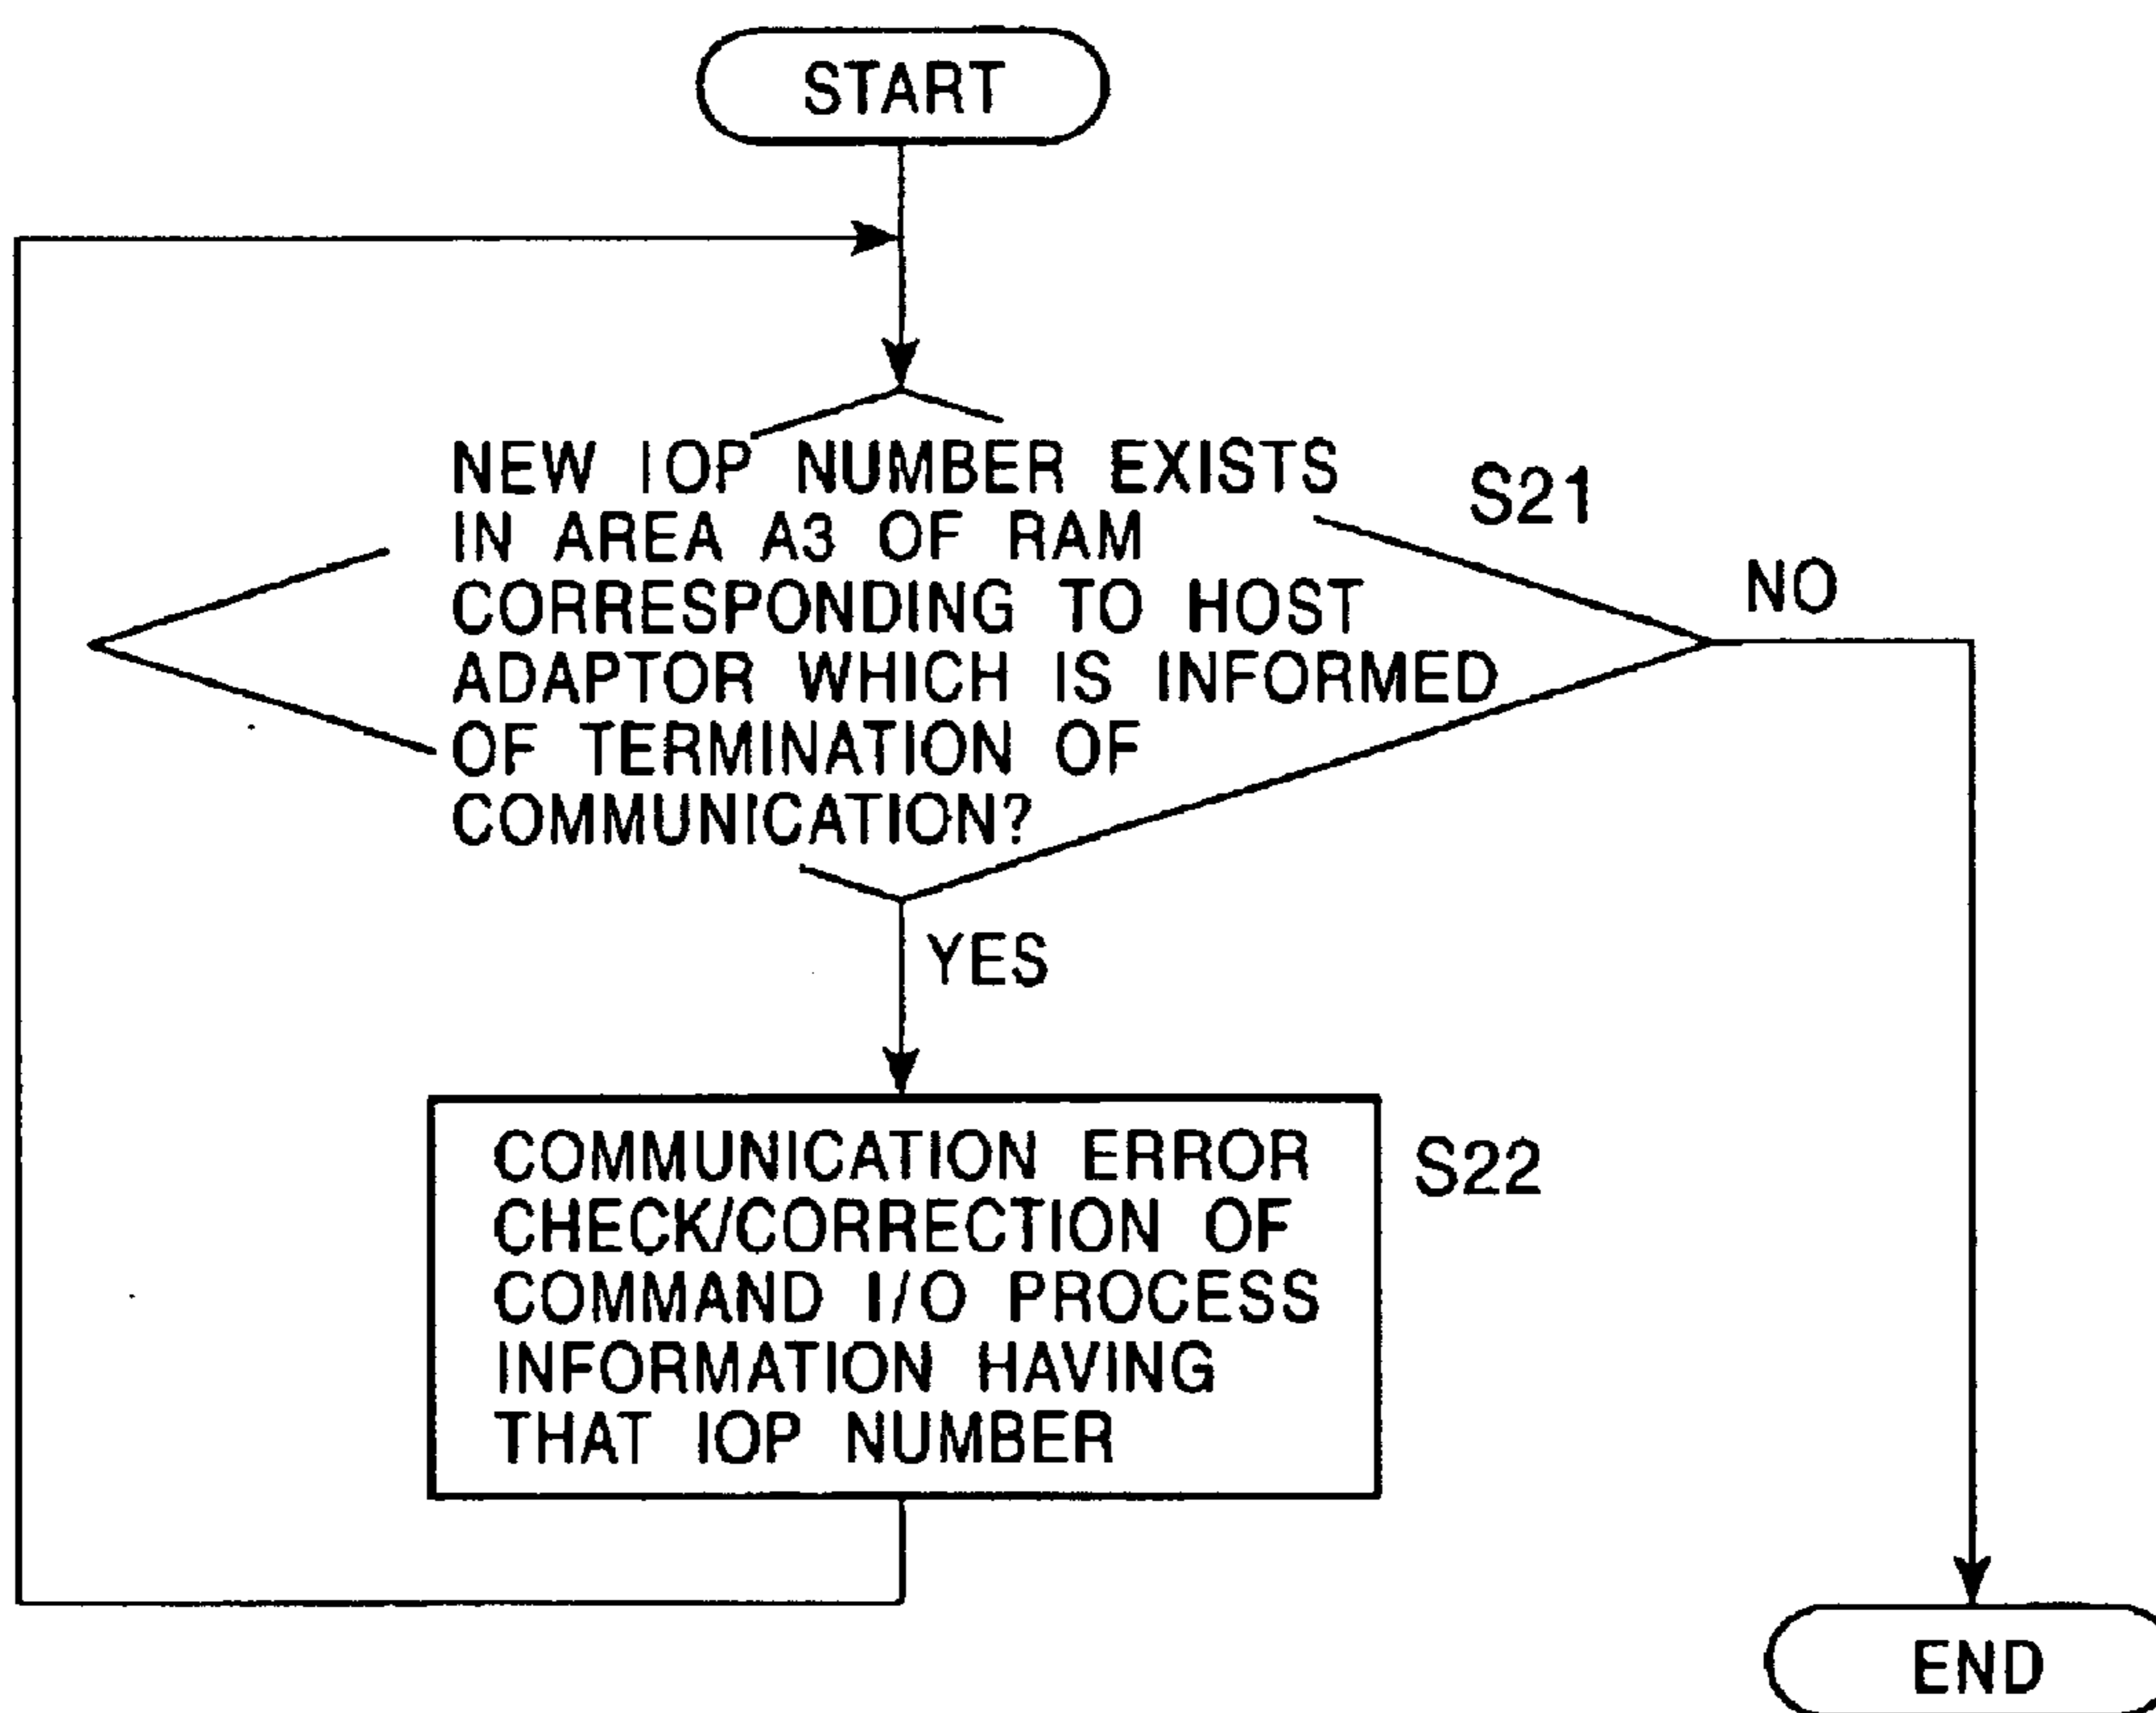 START
NEW IOP NUMBER EXISTS
IN AREA A3 OF RAM
CORRESPONDING TO HOST
ADAPTOR WHICH IS INFORMED
OF TERMINATION OF
COMMUNICATION?
S21
NO
YES
COMMUNICATION ERROR
CHECK/CORRECTION OF
COMMAND I/O PROCESS
INFORMATION HAVING
THAT IOP NUMBER
S22
END